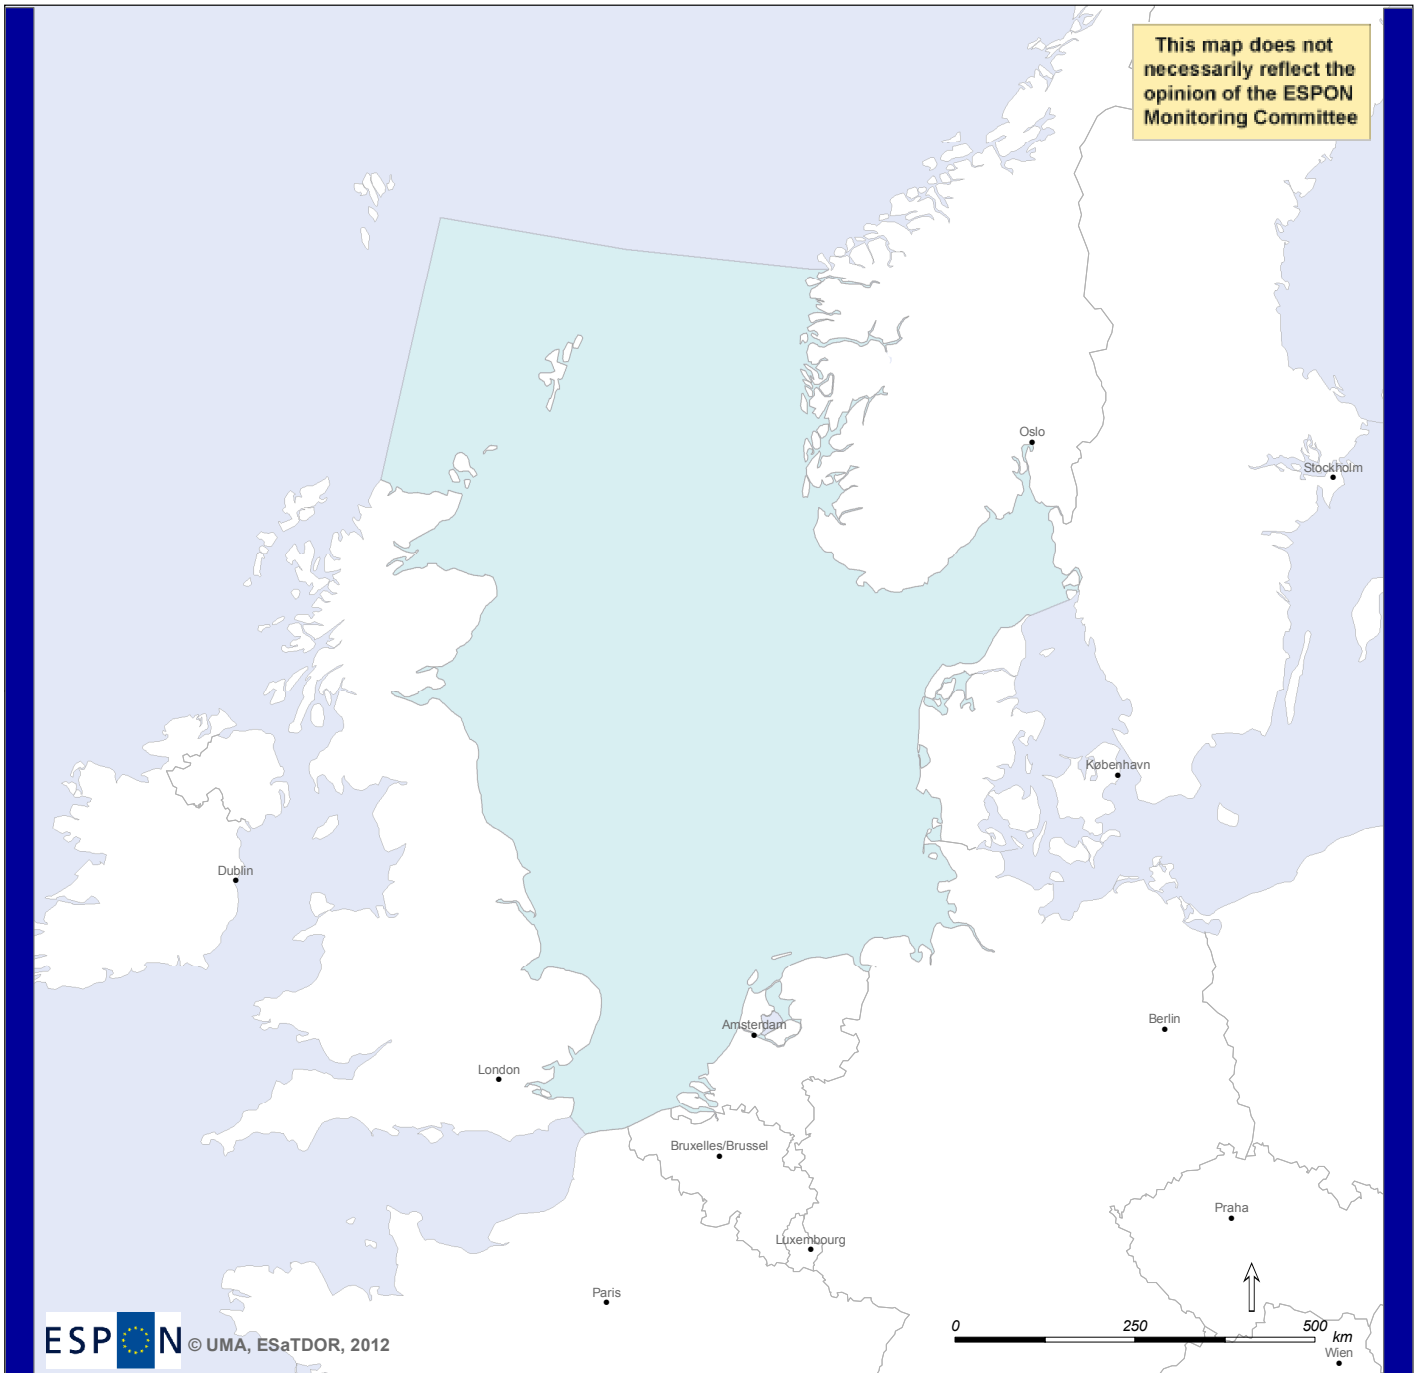 This map does not
necessarily reflect the
opinion of the ESPON
Monitoring Committee
Oslo
Stockholm
København
Dublin
Berlin
Amsterdam
London
Bruxelles/Brussel
Praha
Luxembourg
Paris
0 250 500 km
Wien
ESPON © UMA, ESaTDOR, 2012